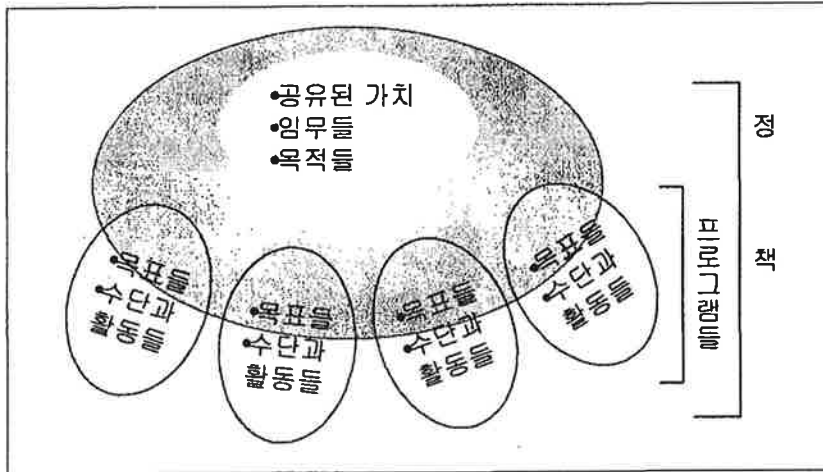 •공유된 가치
•임무들
•목적들
•목표들
•수단과
활동들
•목표들
•수단과
활동들
•목표들
•수단과
활동들
•목표들
•수단과
활동들
프로그램들
정
책